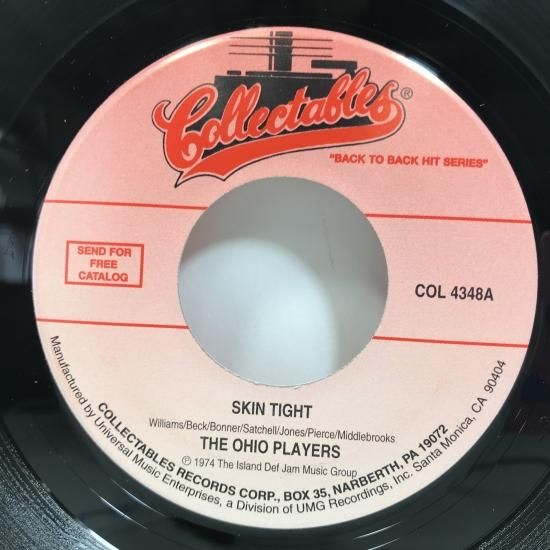 Collectables®
"BACK TO BACK HIT SERIES"
SEND FOR
FREE
CATALOG
COL 4348A
SKIN TIGHT
Williams/Beck/Bonner/Satchell/Jones/Pierce/Middlebrooks
THE OHIO PLAYERS
℗ 1974 The Island Def Jam Music Group
COLLECTABLES RECORDS CORP., BOX 35, NARBERTH, PA 19072
Manufactured by Universal Music Enterprises, a Division of UMG Recordings, Inc. Santa Monica, CA 90404